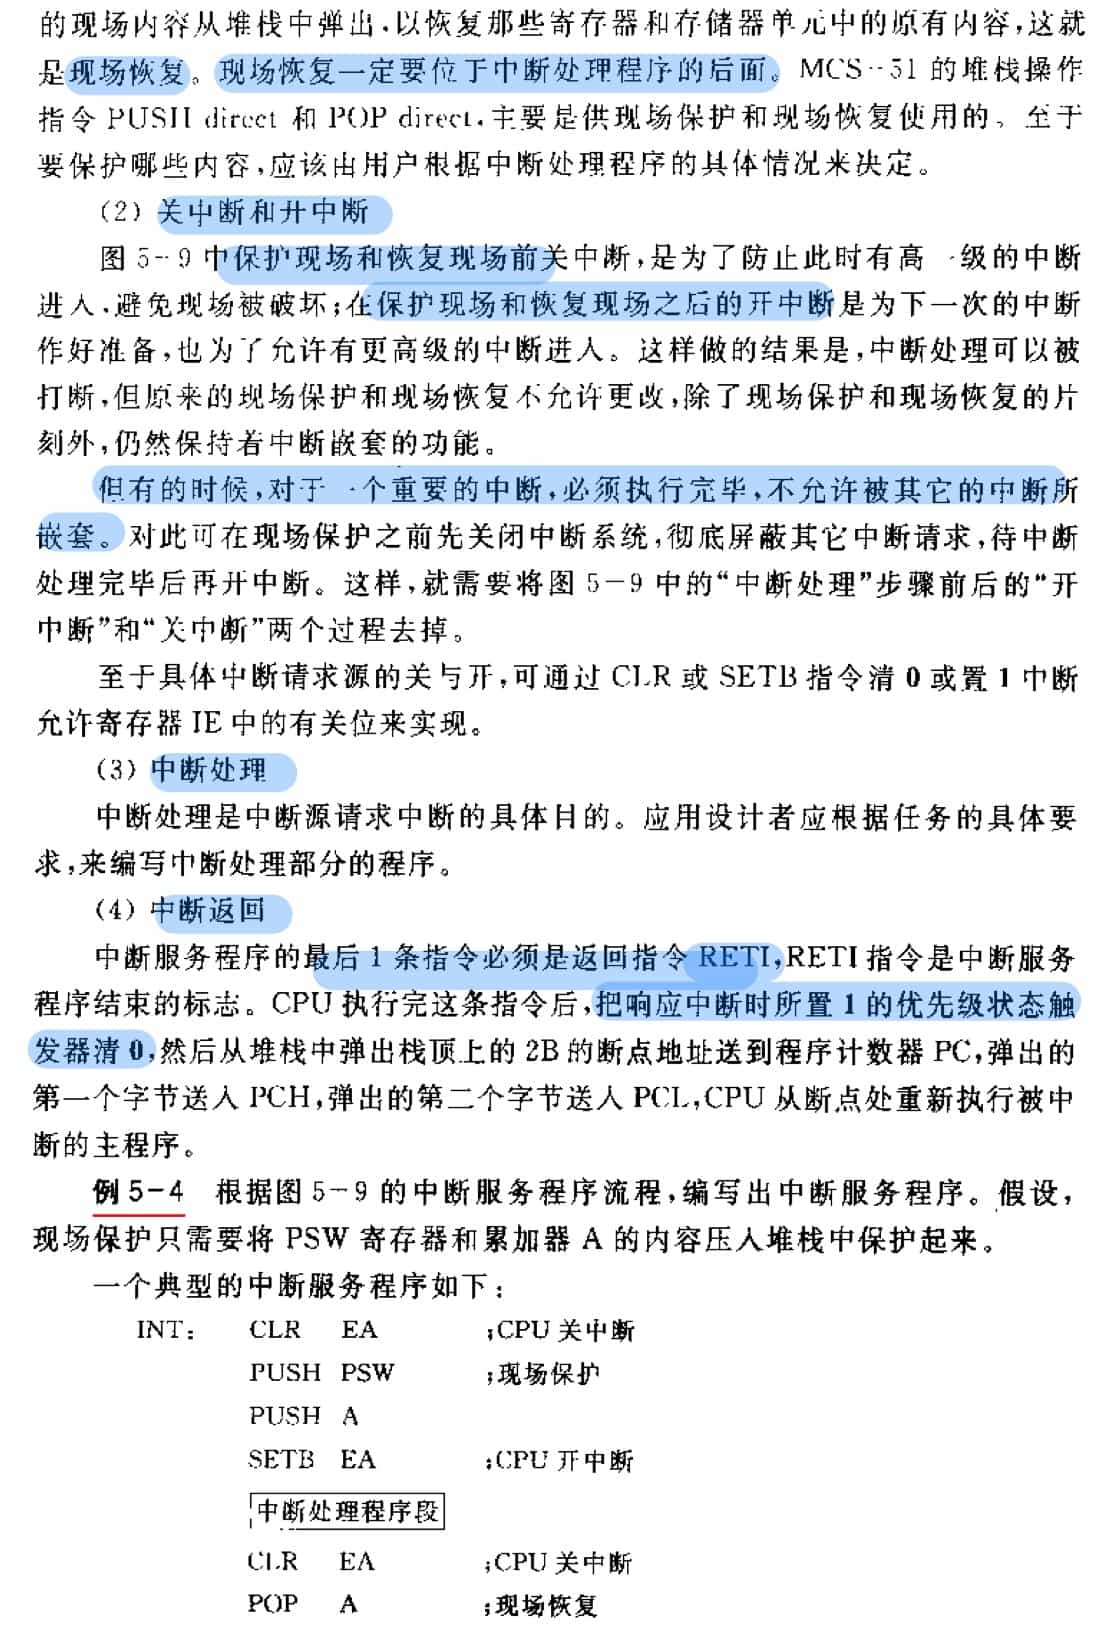 的现场内容从堆栈中弹出,以恢复那些寄存器和存储器单元中的原有内容,这就
是现场恢复。现场恢复一定要位于中断处理程序的后面。MCS-51 的堆栈操作
指令 PUSH direct 和 POP direct,主要是供现场保护和现场恢复使用的。至于
要保护哪些内容,应该由用户根据中断处理程序的具体情况来决定。
(2) 关中断和开中断
图 5-9 中保护现场和恢复现场前关中断,是为了防止此时有高一级的中断
进入,避免现场被破坏;在保护现场和恢复现场之后的开中断是为下一次的中断
作好准备,也为了允许有更高级的中断进入。这样做的结果是,中断处理可以被
打断,但原来的现场保护和现场恢复不允许更改,除了现场保护和现场恢复的片
刻外,仍然保持着中断嵌套的功能。
但有的时候,对于一个重要的中断,必须执行完毕,不允许被其它的中断所
嵌套。对此可在现场保护之前先关闭中断系统,彻底屏蔽其它中断请求,待中断
处理完毕后再开中断。这样,就需要将图 5-9 中的“中断处理”步骤前后的“开
中断”和“关中断”两个过程去掉。
至于具体中断请求源的关与开,可通过 CLR 或 SETB 指令清 0 或置 1 中断
允许寄存器 IE 中的有关位来实现。
(3) 中断处理
中断处理是中断源请求中断的具体目的。应用设计者应根据任务的具体要
求,来编写中断处理部分的程序。
(4) 中断返回
中断服务程序的最后 1 条指令必须是返回指令 RETI,RETI 指令是中断服务
程序结束的标志。CPU 执行完这条指令后,把响应中断时所置 1 的优先级状态触
发器清 0,然后从堆栈中弹出栈顶上的 2B 的断点地址送到程序计数器 PC,弹出的
第一个字节送入 PCH,弹出的第二个字节送入 PCL,CPU 从断点处重新执行被中
断的主程序。
例 5-4 根据图 5-9 的中断服务程序流程,编写出中断服务程序。假设,
现场保护只需要将 PSW 寄存器和累加器 A 的内容压入堆栈中保护起来。
一个典型的中断服务程序如下:
INT: CLR EA ;CPU 关中断
PUSH PSW ;现场保护
PUSH A
SETB EA ;CPU 开中断
中断处理程序段
CLR EA ;CPU 关中断
POP A ;现场恢复